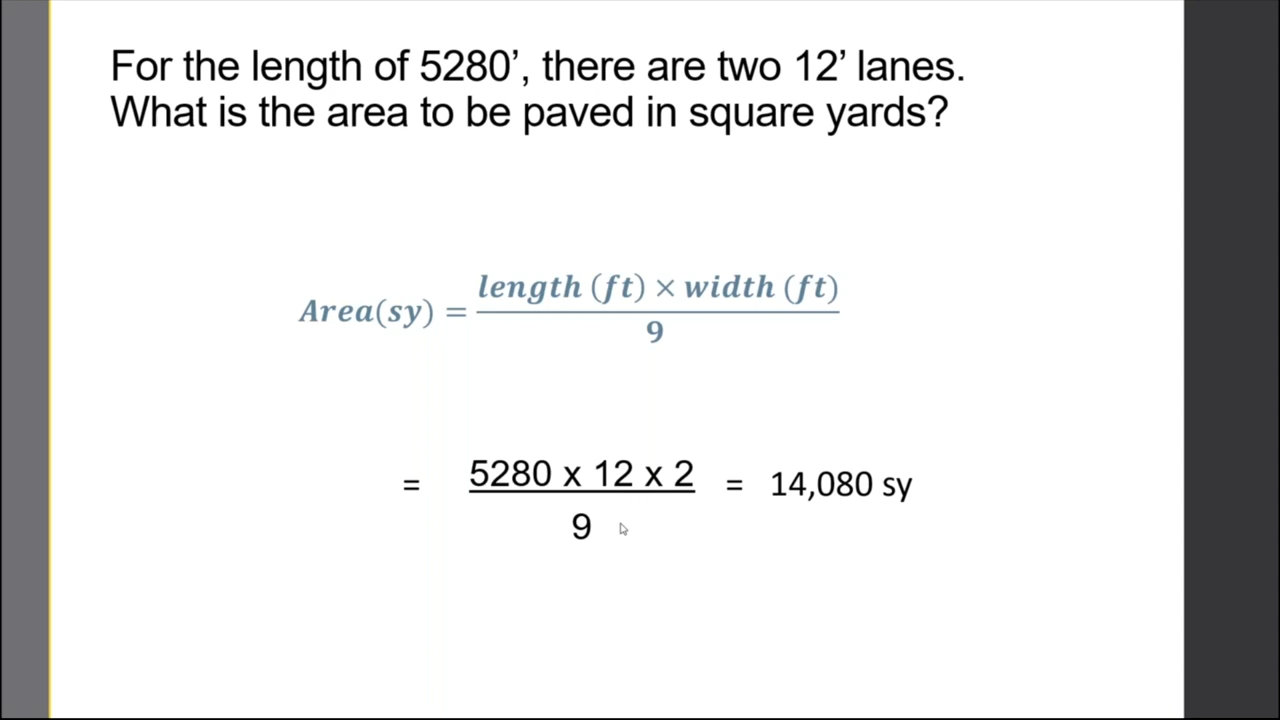 For the length of 5280’, there are two 12’ lanes.
What is the area to be paved in square yards?
Area(sy) = length (ft) × width (ft)
9
= 5280 x 12 x 2 = 14,080 sy
9